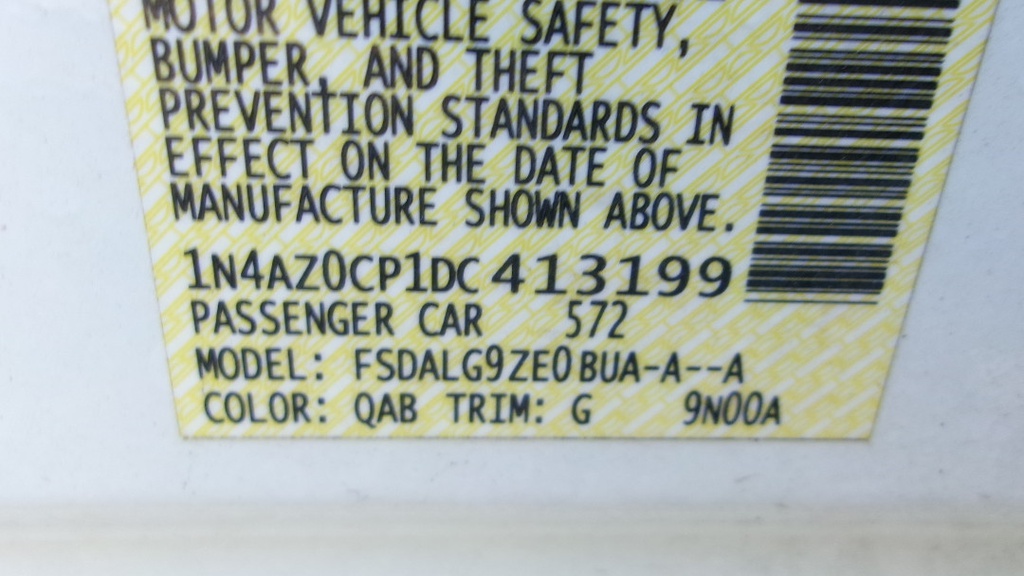 MOTOR VEHICLE SAFETY,
BUMPER, AND THEFT
PREVENTION STANDARDS IN
EFFECT ON THE DATE OF
MANUFACTURE SHOWN ABOVE.
1N4AZ0CP1DC413199
PASSENGER CAR 572
MODEL: FSDALG9ZE0BUA-A--A
COLOR: QAB TRIM: G 9N00A